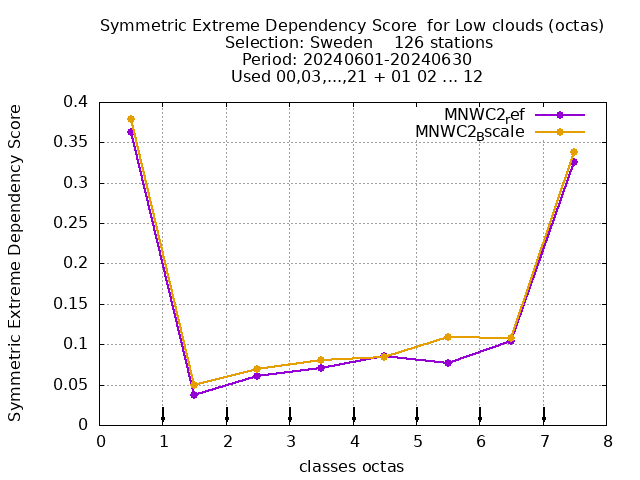 Symmetric Extreme Dependency Score  for Low clouds (octas)
Selection: Sweden    126 stations
Period: 20240601-20240630
Used 00,03,...,21 + 01 02 ... 12
MNWC2ref
MNWC2Bscale
Symmetric Extreme Dependency Score
0.4
0.35
0.3
0.25
0.2
0.15
0.1
0.05
0
0 1 2 3 4 5 6 7 8
classes octas